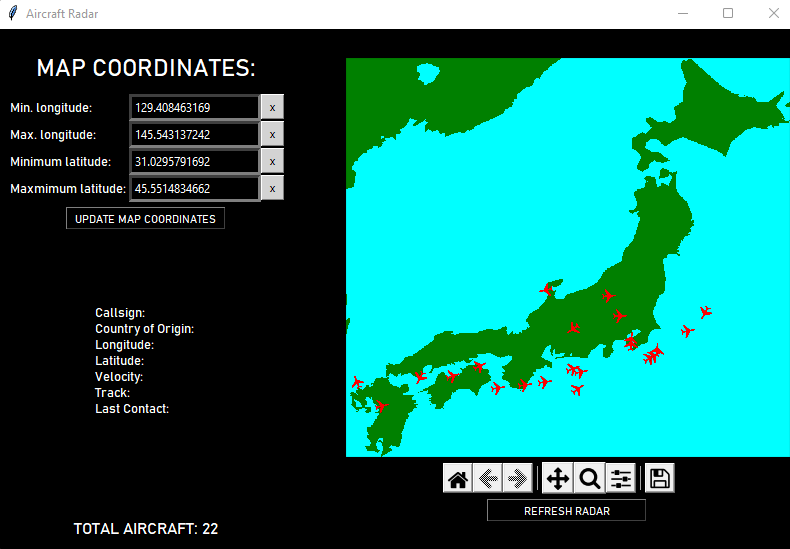 Aircraft Radar
MAP COORDINATES:
Min. longitude: 129.408463169 x
Max. longitude: 145.543137242 x
Minimum latitude: 31.0295791692 x
Maxmimum latitude: 45.5514834662 x
UPDATE MAP COORDINATES
Callsign:
Country of Origin:
Longitude:
Latitude:
Velocity:
Track:
Last Contact:
REFRESH RADAR
TOTAL AIRCRAFT: 22